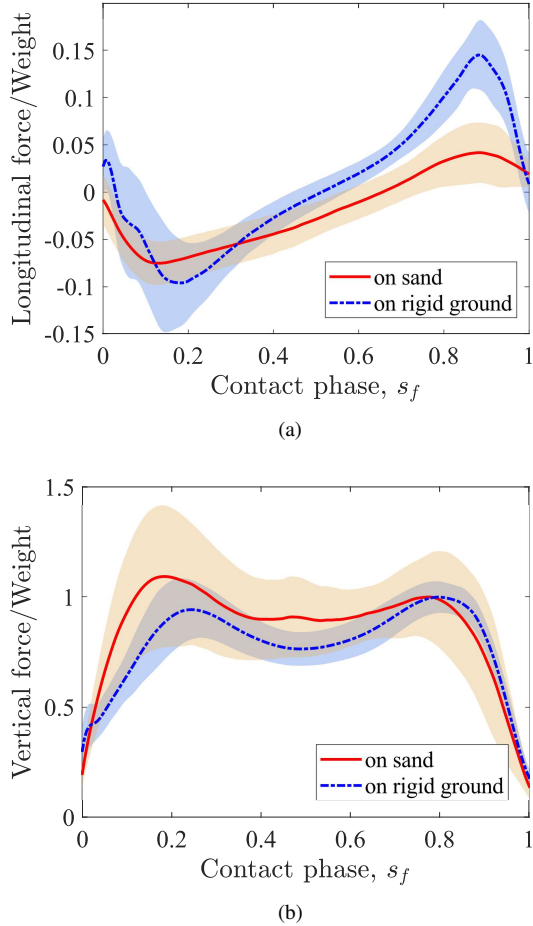 0.15
0.1
0.05
0
-0.05
-0.1
-0.15
Longitudinal force/Weight
on sand
on rigid ground
0 0.2 0.4 0.6 0.8 1
Contact phase, s_f
(a)
1.5
1
0.5
0
Vertical force/Weight
on sand
on rigid ground
0 0.2 0.4 0.6 0.8 1
Contact phase, s_f
(b)